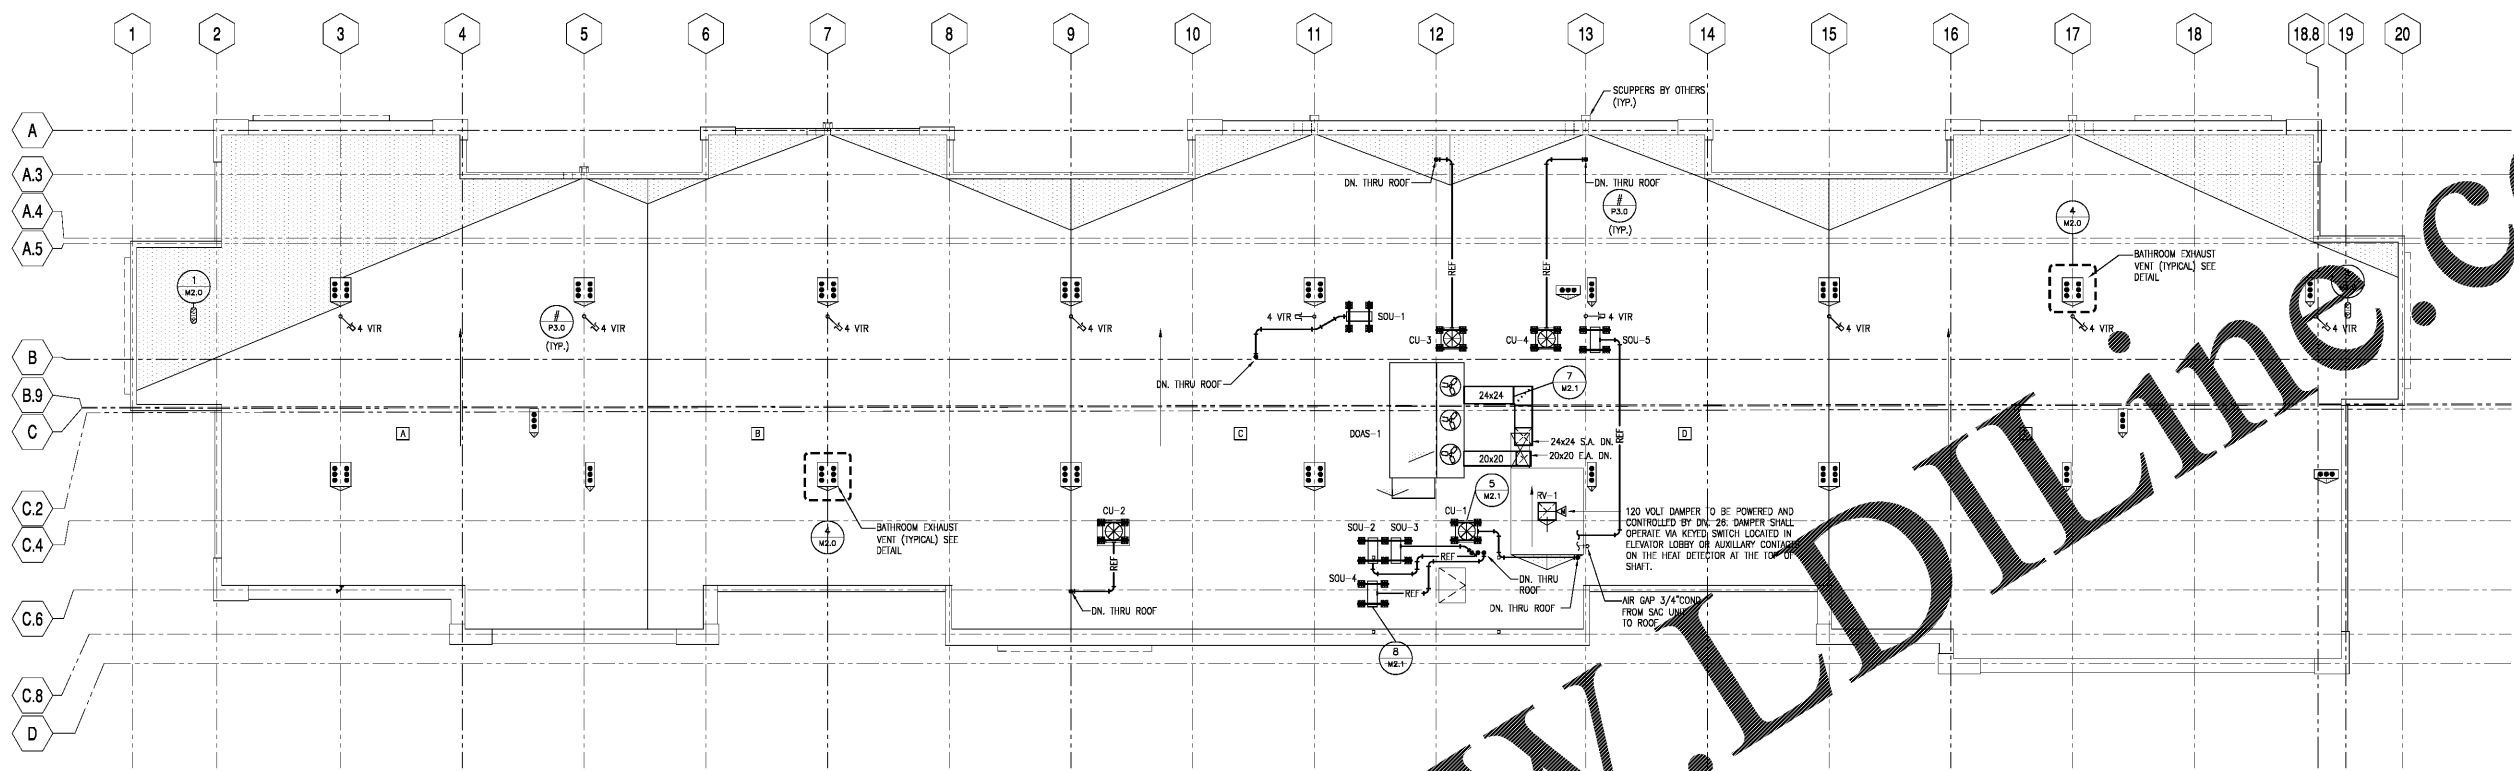 1
2
3
4
5
6
7
8
9
10
11
12
13
14
15
16
17
18
18.8
19
20
A
A.3
A.4
A.5
B
B.9
C
C.2
C.4
C.6
C.8
D
SCUPPERS BY OTHERS
(TYP.)
DN. THRU ROOF
DN. THRU ROOF
#
P3.0
(TYP.)
4
M2.0
BATHROOM EXHAUST
VENT (TYPICAL) SEE
DETAIL
1
M2.0
#
P3.0
(TYP.)
REF
REF
4 VTR
4 VTR
4 VTR
4 VTR
4 VTR
SOU-1
4 VTR
4 VTR
4 VTR
4 VTR
CU-3
CU-4
SOU-5
DN. THRU ROOF
7
M2.1
24x24
A
B
C
D
DOAS-1
REF
24x24 S.A. DN.
20x20 E.A. DN.
20x20
5
M2.1
RV-1
CU-2
CU-1
SOU-2
SOU-3
4
M2.0
BATHROOM EXHAUST
VENT (TYPICAL) SEE
DETAIL
120 VOLT DAMPER TO BE POWERED AND
CONTROLLED BY DIV. 26. DAMPER SHALL
OPERATE VIA KEYED SWITCH LOCATED IN
ELEVATOR LOBBY OR AUXILLARY CONTACTS
ON THE HEAT DETECTOR AT THE TOP OF
SHAFT.
REF
REF
SOU-4
REF
DN. THRU
ROOF
DN. THRU ROOF
DN. THRU ROOF
AIR GAP 3/4" COND
FROM SAC UNIT
TO ROOF
8
M2.1
.LDILine.c